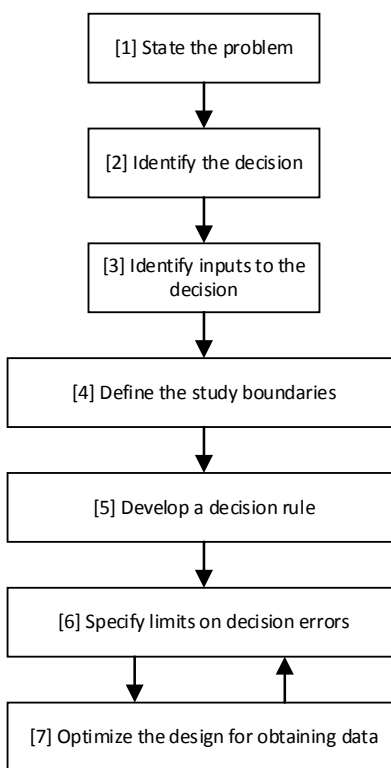 [1] State the problem
[2] Identify the decision
[3] Identify inputs to the
decision
[4] Define the study boundaries
[5] Develop a decision rule
[6] Specify limits on decision errors
[7] Optimize the design for obtaining data